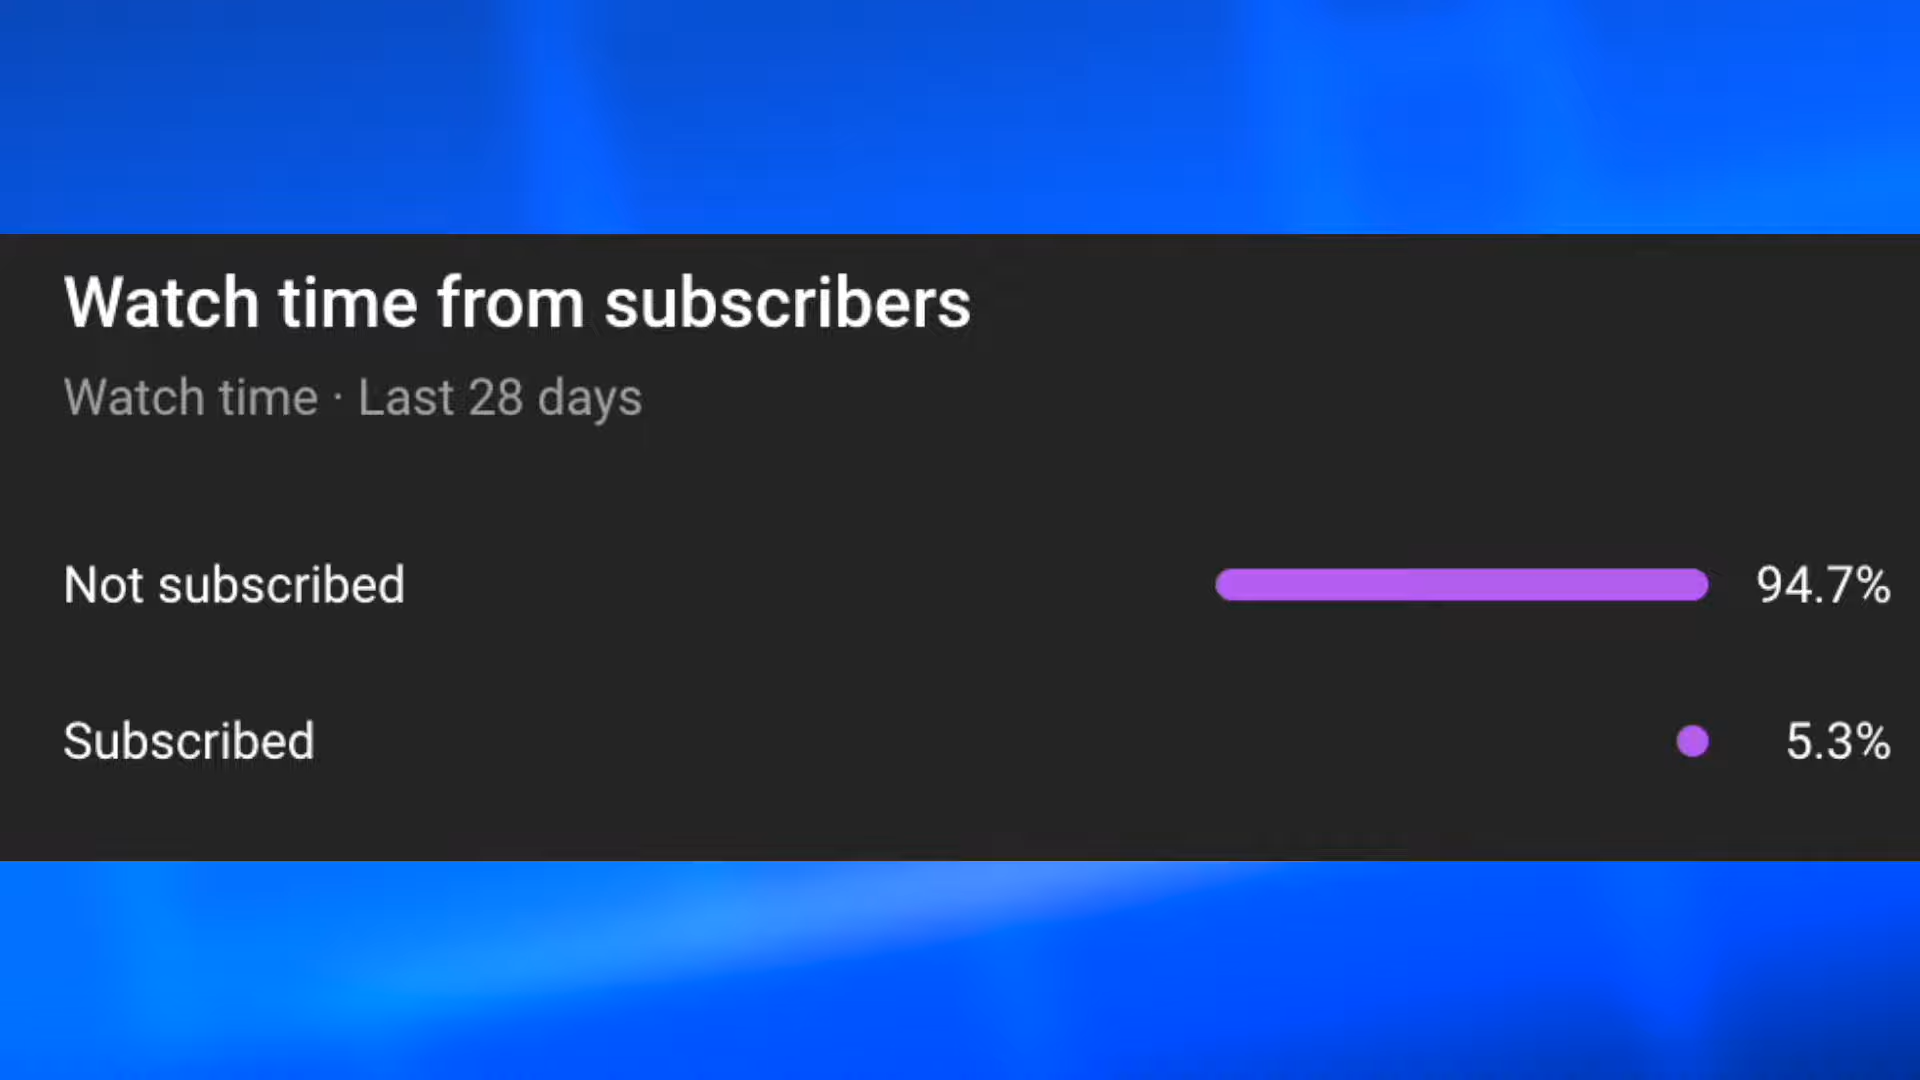 Watch time from subscribers
Watch time · Last 28 days
Not subscribed 94.7%
Subscribed 5.3%